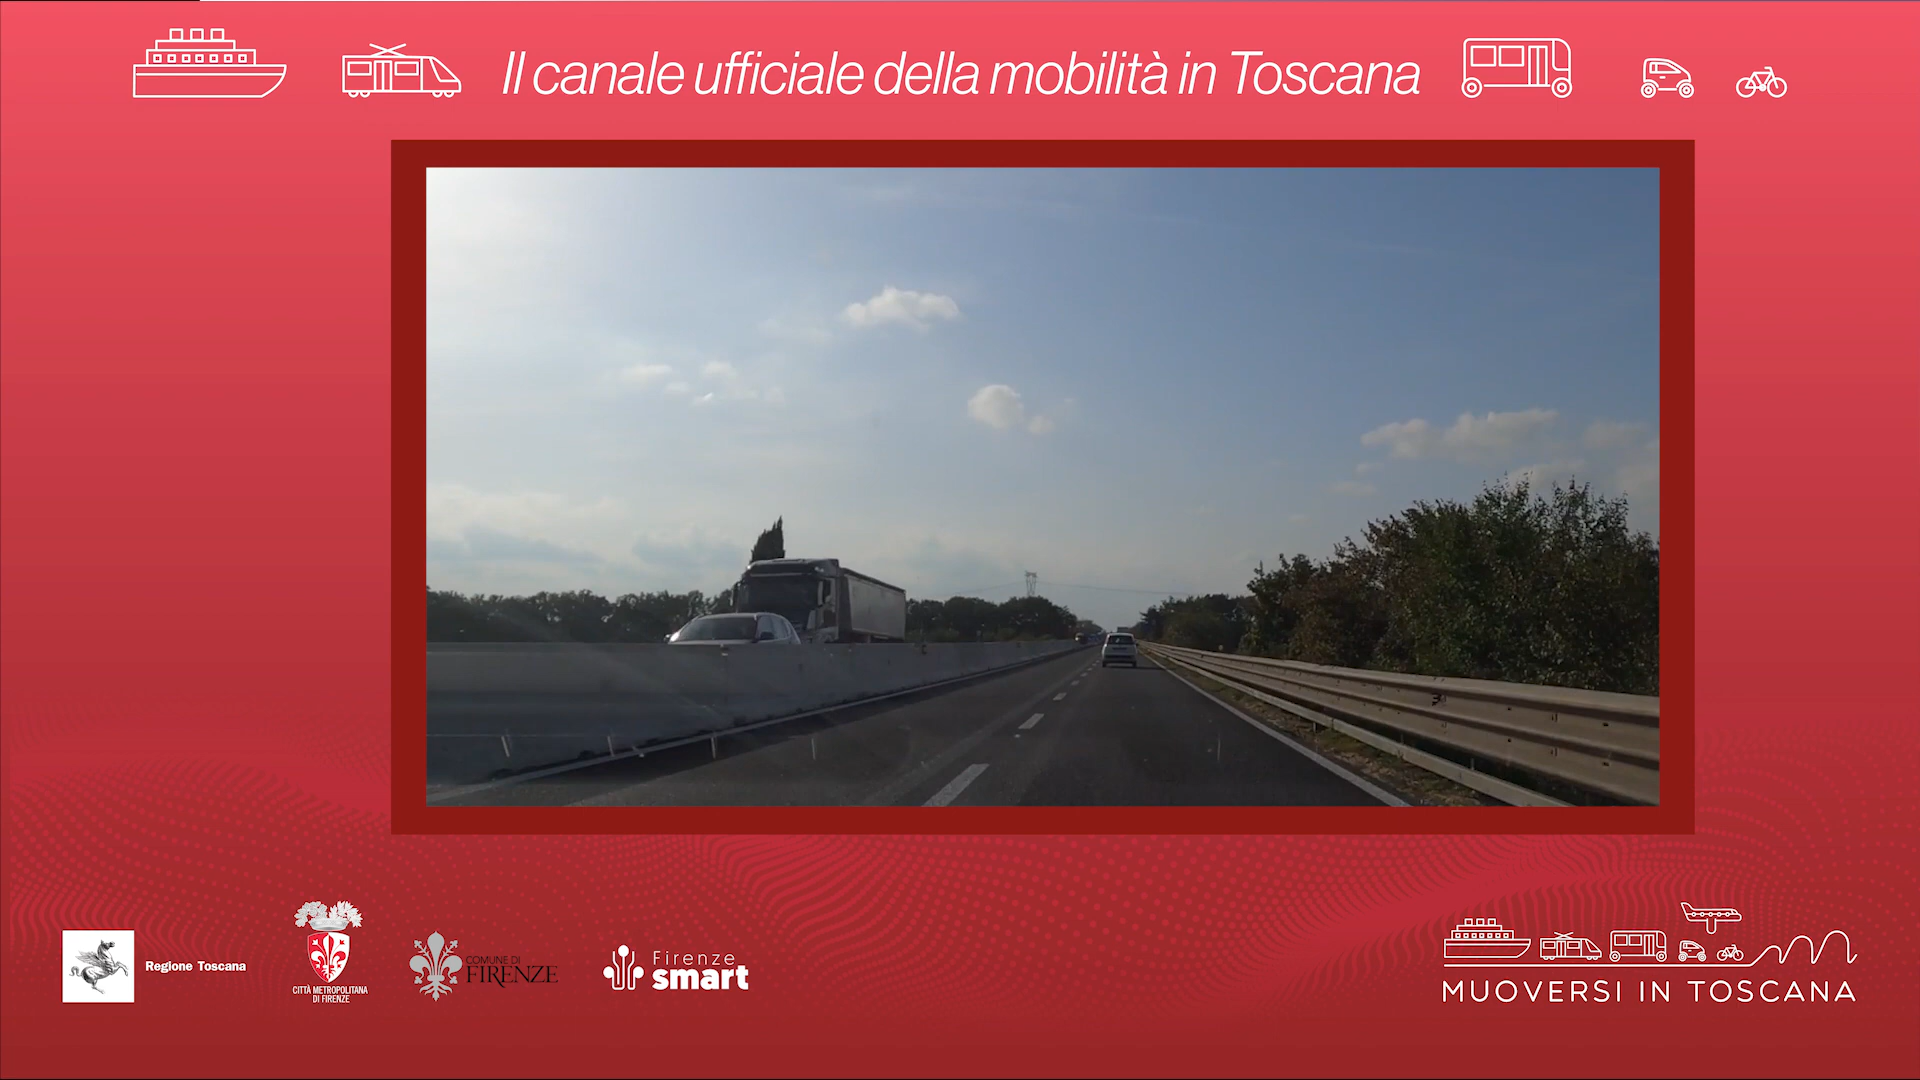 Il canale ufficiale della mobilità in Toscana
Regione Toscana
CITTÀ METROPOLITANA
DI FIRENZE
COMUNE DI
FIRENZE
Firenze
smart
MUOVERSI IN TOSCANA